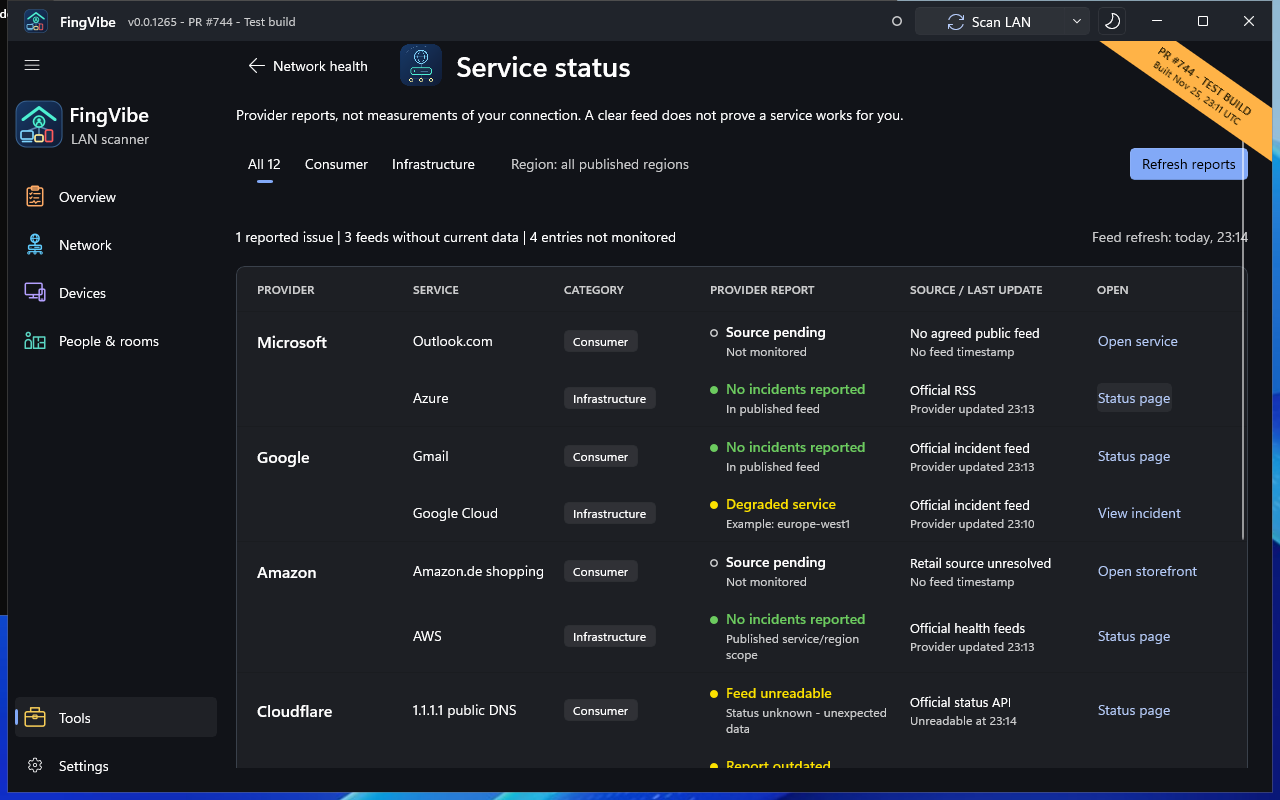 FingVibe v0.0.1265 - PR #744 - Test build
Scan LAN
PR #744 - TEST BUILD
Built Nov 25, 23:11 UTC
Network health
Service status
FingVibe
LAN scanner
Provider reports, not measurements of your connection. A clear feed does not prove a service works for you.
All 12 Consumer Infrastructure Region: all published regions
Refresh reports
Overview
Network
Devices
People & rooms
Tools
Settings
1 reported issue | 3 feeds without current data | 4 entries not monitored
Feed refresh: today, 23:14
PROVIDER SERVICE CATEGORY PROVIDER REPORT SOURCE / LAST UPDATE OPEN
Microsoft Outlook.com Consumer Source pending No agreed public feed Open service
Not monitored No feed timestamp
Azure Infrastructure No incidents reported Official RSS Status page
In published feed Provider updated 23:13
Google Gmail Consumer No incidents reported Official incident feed Status page
In published feed Provider updated 23:13
Google Cloud Infrastructure Degraded service Official incident feed View incident
Example: europe-west1 Provider updated 23:10
Amazon Amazon.de shopping Consumer Source pending Retail source unresolved Open storefront
Not monitored No feed timestamp
AWS Infrastructure No incidents reported Official health feeds Status page
Published service/region Provider updated 23:13
scope
Cloudflare 1.1.1.1 public DNS Consumer Feed unreadable Official status API Status page
Status unknown - unexpected Unreadable at 23:14
data
Report outdated